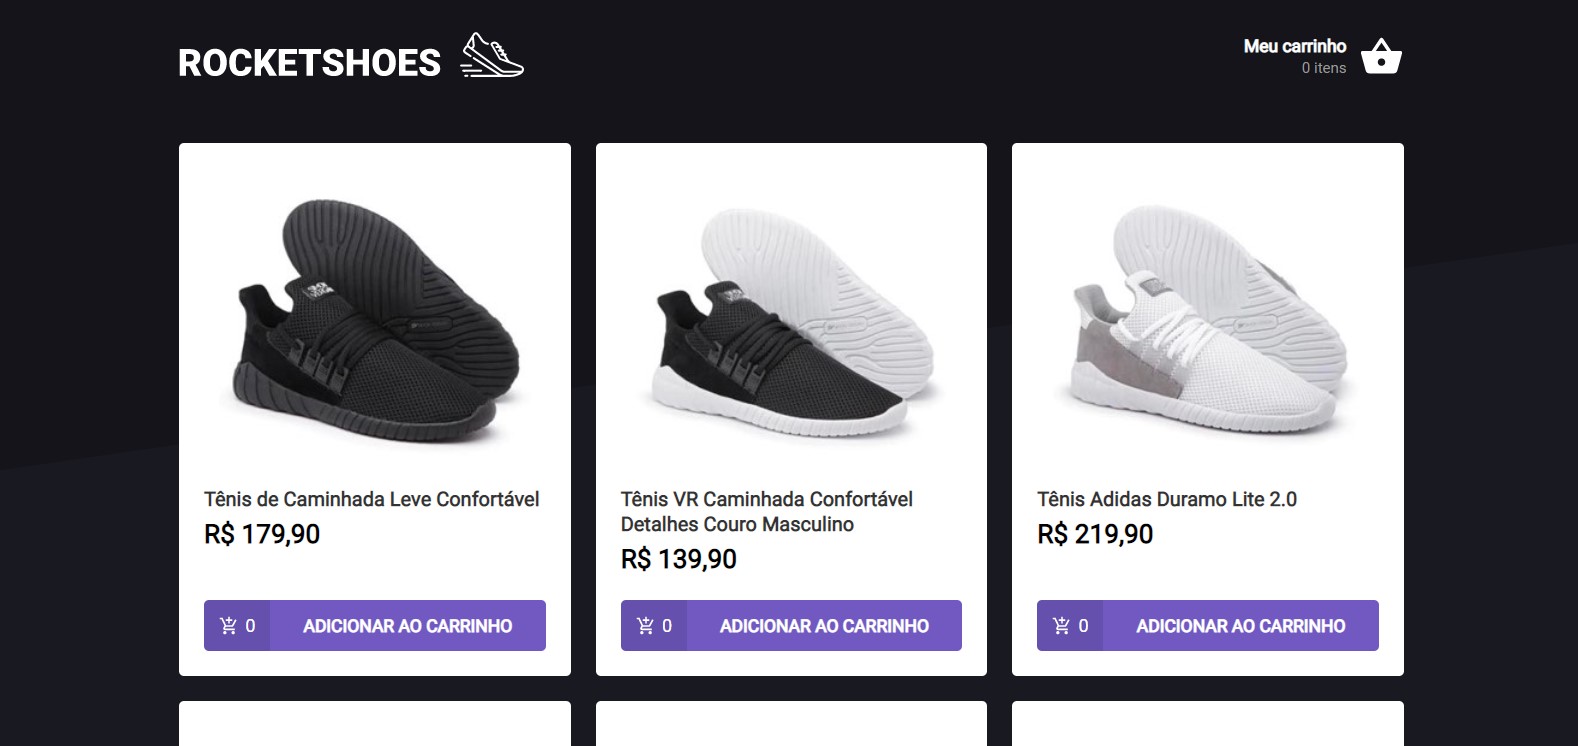 ROCKETSHOES
Meu carrinho
0 itens
Tênis de Caminhada Leve Confortável
R$ 179,90
0 ADICIONAR AO CARRINHO
Tênis VR Caminhada Confortável
Detalhes Couro Masculino
R$ 139,90
0 ADICIONAR AO CARRINHO
Tênis Adidas Duramo Lite 2.0
R$ 219,90
0 ADICIONAR AO CARRINHO